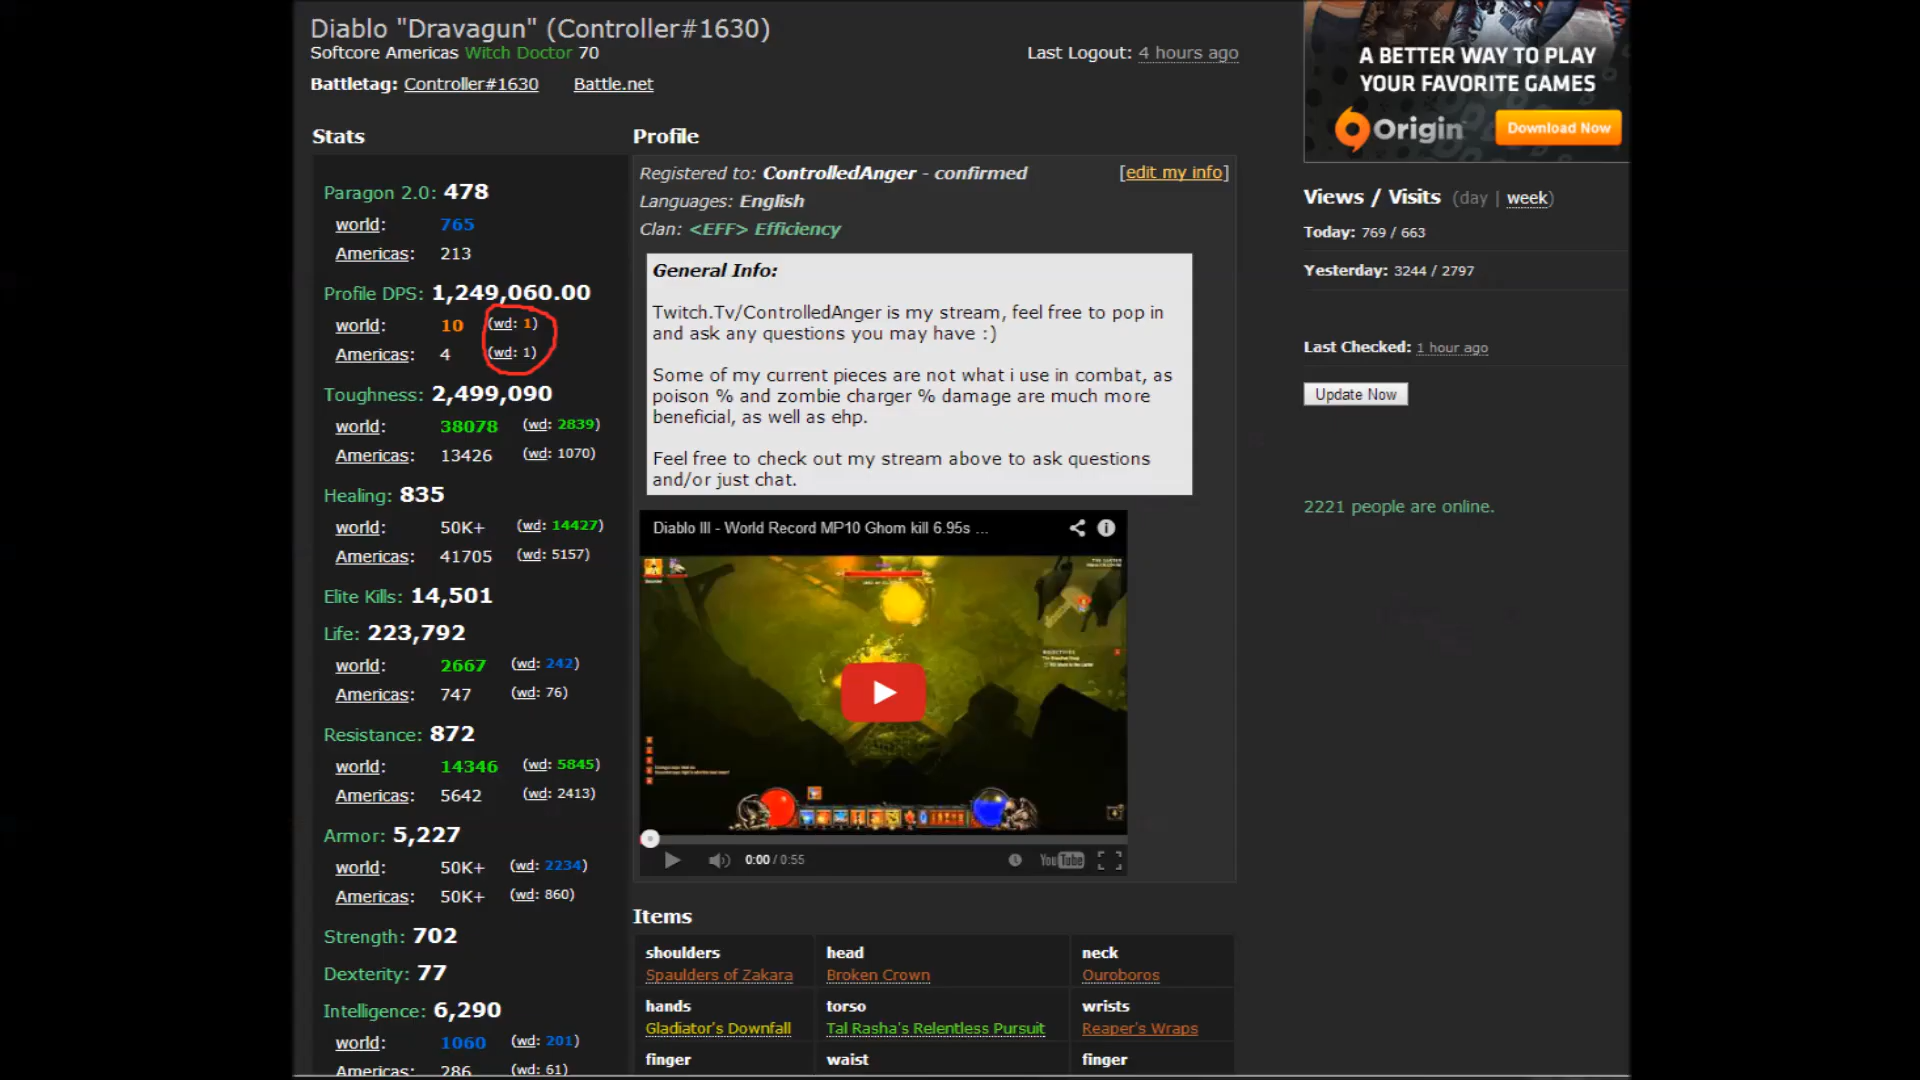 Diablo "Dravagun" (Controller#1630)
Softcore Americas Witch Doctor 70
Last Logout: 4 hours ago
Battletag: Controller#1630 Battle.net
Stats
Paragon 2.0: 478
world: 765
Americas: 213
Profile DPS: 1,249,060.00
world: 10 (wd: 1)
Americas: 4 (wd: 1)
Toughness: 2,499,090
world: 38078 (wd: 2839)
Americas: 13426 (wd: 1070)
Healing: 835
world: 50K+ (wd: 14427)
Americas: 41705 (wd: 5157)
Elite Kills: 14,501
Life: 223,792
world: 2667 (wd: 242)
Americas: 747 (wd: 76)
Resistance: 872
world: 14346 (wd: 5845)
Americas: 5642 (wd: 2413)
Armor: 5,227
world: 50K+ (wd: 2234)
Americas: 50K+ (wd: 860)
Strength: 702
Dexterity: 77
Intelligence: 6,290
world: 1060 (wd: 201)
Americas: 286 (wd: 61)
Profile
Registered to: ControlledAnger - confirmed [edit my info]
Languages: English
Clan: <EFF> Efficiency
General Info:
Twitch.Tv/ControlledAnger is my stream, feel free to pop in
and ask any questions you may have :)
Some of my current pieces are not what i use in combat, as
poison % and zombie charger % damage are much more
beneficial, as well as ehp.
Feel free to check out my stream above to ask questions
and/or just chat.
Diablo III - World Record MP10 Ghom kill 6.95s ...
0:00 / 0:55
YouTube
Items
shoulders head neck
Spaulders of Zakara Broken Crown Ouroboros
hands torso wrists
Gladiator's Downfall Tal Rasha's Relentless Pursuit Reaper's Wraps
finger waist finger
A BETTER WAY TO PLAY
YOUR FAVORITE GAMES
Origin Download Now
Views / Visits (day | week)
Today: 769 / 663
Yesterday: 3244 / 2797
Last Checked: 1 hour ago
Update Now
2221 people are online.